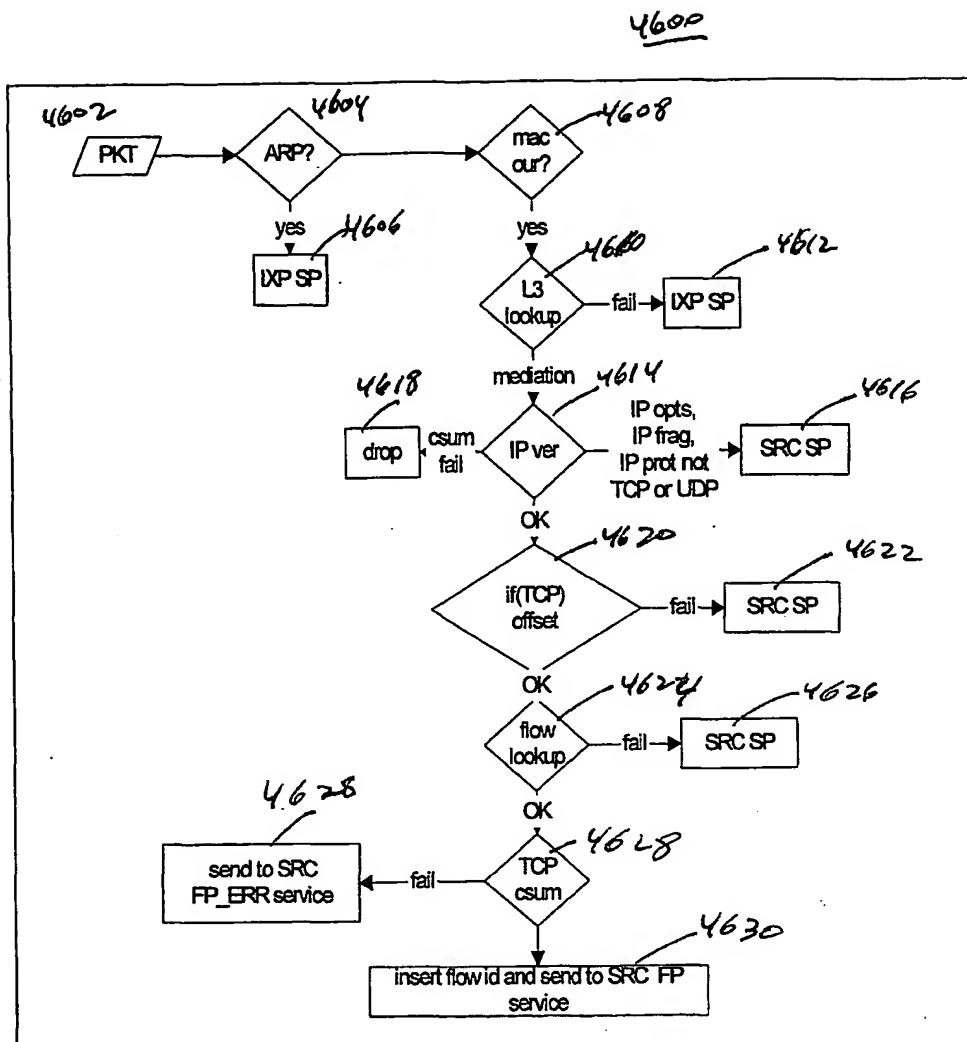 4600
4602
4604
4608
PKT
ARP?
mac
our?
yes
4606
yes
4610
4612
IXP SP
L3
lookup
fail
IXP SP
mediation
4618
4614
4616
drop
csum
fail
IP ver
IP opts,
IP frag,
IP prot not
TCP or UDP
SRC SP
OK
4620
4622
if(TCP)
offset
fail
SRC SP
OK
4624
4626
flow
lookup
fail
SRC SP
4628
OK
4628
send to SRC
FP_ERR service
fail
TCP
csum
4630
insert flow id and send to SRC FP
service